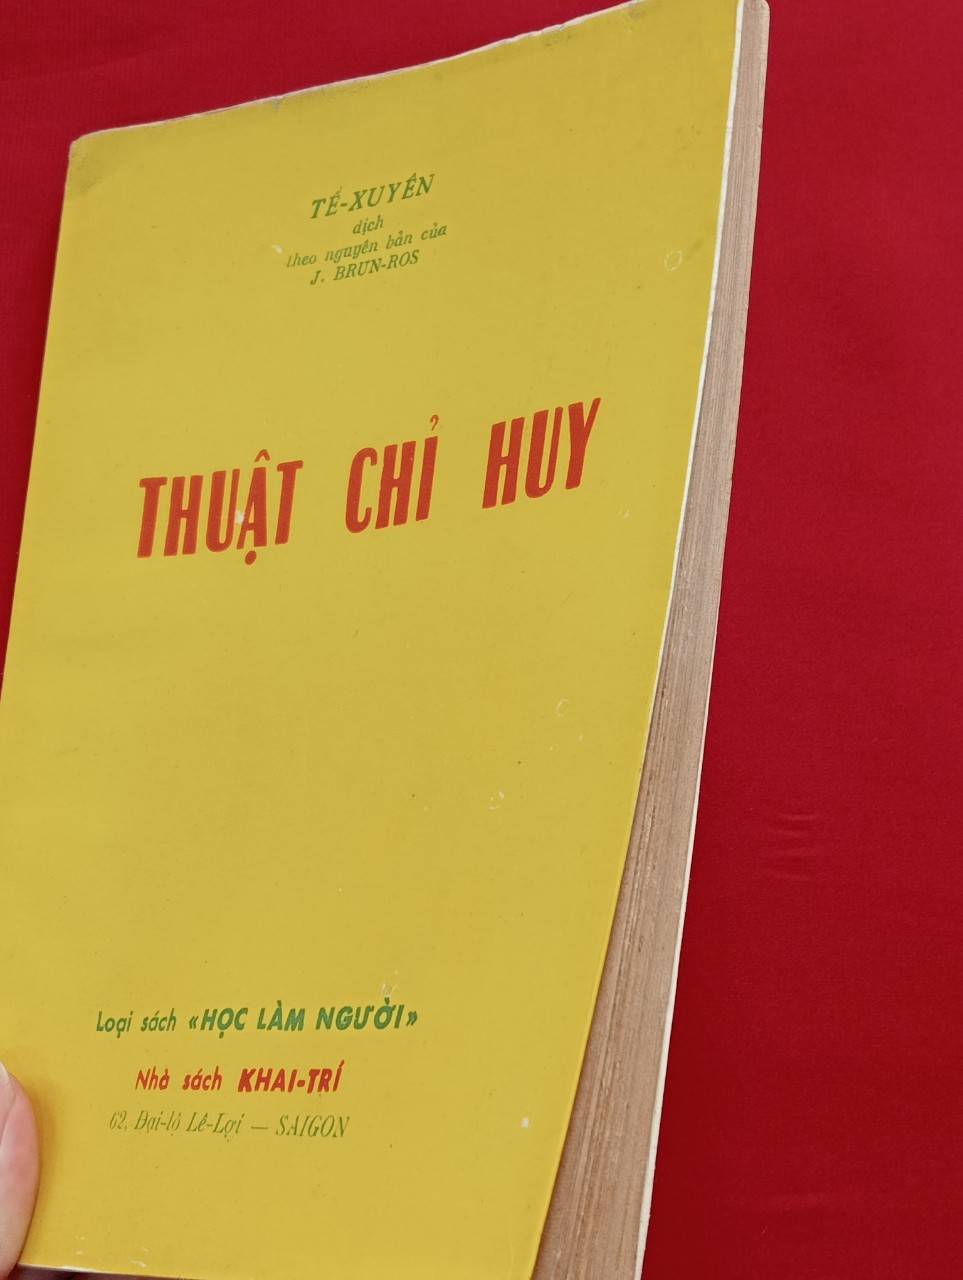 TẾ-XUYÊN
dịch
theo nguyên bản của
J. BRUN-ROS
THUẬT CHỈ HUY
Loại sách «HỌC LÀM NGƯỜI»
Nhà sách KHAI-TRÍ
62, Đại-lộ Lê-Lợi — SAIGON